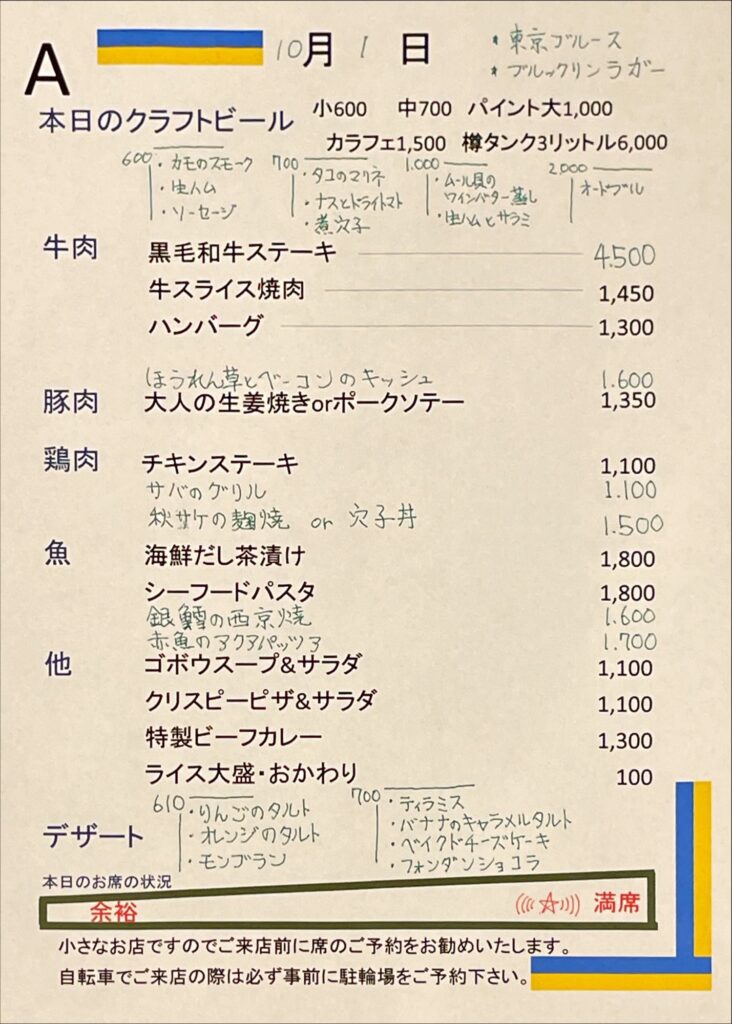 A
10月 1 日
* 東京ブルース
* ブルックリンラガー
本日のクラフトビール 小600 中700 パイント大1,000
カラフェ1,500 樽タンク3リットル6,000
600
・カモのスモーク
・生ハム
・ソーセージ
700
・タコのマリネ
・ナスとドライトマト
・煮穴子
1.000
・ムール貝の
ワインバター蒸し
・生ハムとサラミ
2,000
オードブル
牛肉 黒毛和牛ステーキ 4.500
牛スライス焼肉 1,450
ハンバーグ 1,300
ほうれん草とベーコンのキッシュ 1.600
豚肉 大人の生姜焼きorポークソテー 1,350
鶏肉 チキンステーキ 1,100
サバのグリル 1.100
秋サケの麹焼 or 穴子丼 1.500
魚 海鮮だし茶漬け 1,800
シーフードパスタ 1,800
銀鱈の西京焼 1.600
赤魚のアクアパッツァ 1.700
他 ゴボウスープ&サラダ 1,100
クリスピーピザ&サラダ 1,100
特製ビーフカレー 1,300
ライス大盛・おかわり 100
デザート
610
・りんごのタルト
・オレンジのタルト
・モンブラン
700
・ティラミス
・バナナのキャラメルタルト
・ベイクドチーズケーキ
・フォンダンショコラ
本日のお席の状況
余裕 満席
小さなお店ですのでご来店前に席のご予約をお勧めいたします。
自転車でご来店の際は必ず事前に駐輪場をご予約下さい。